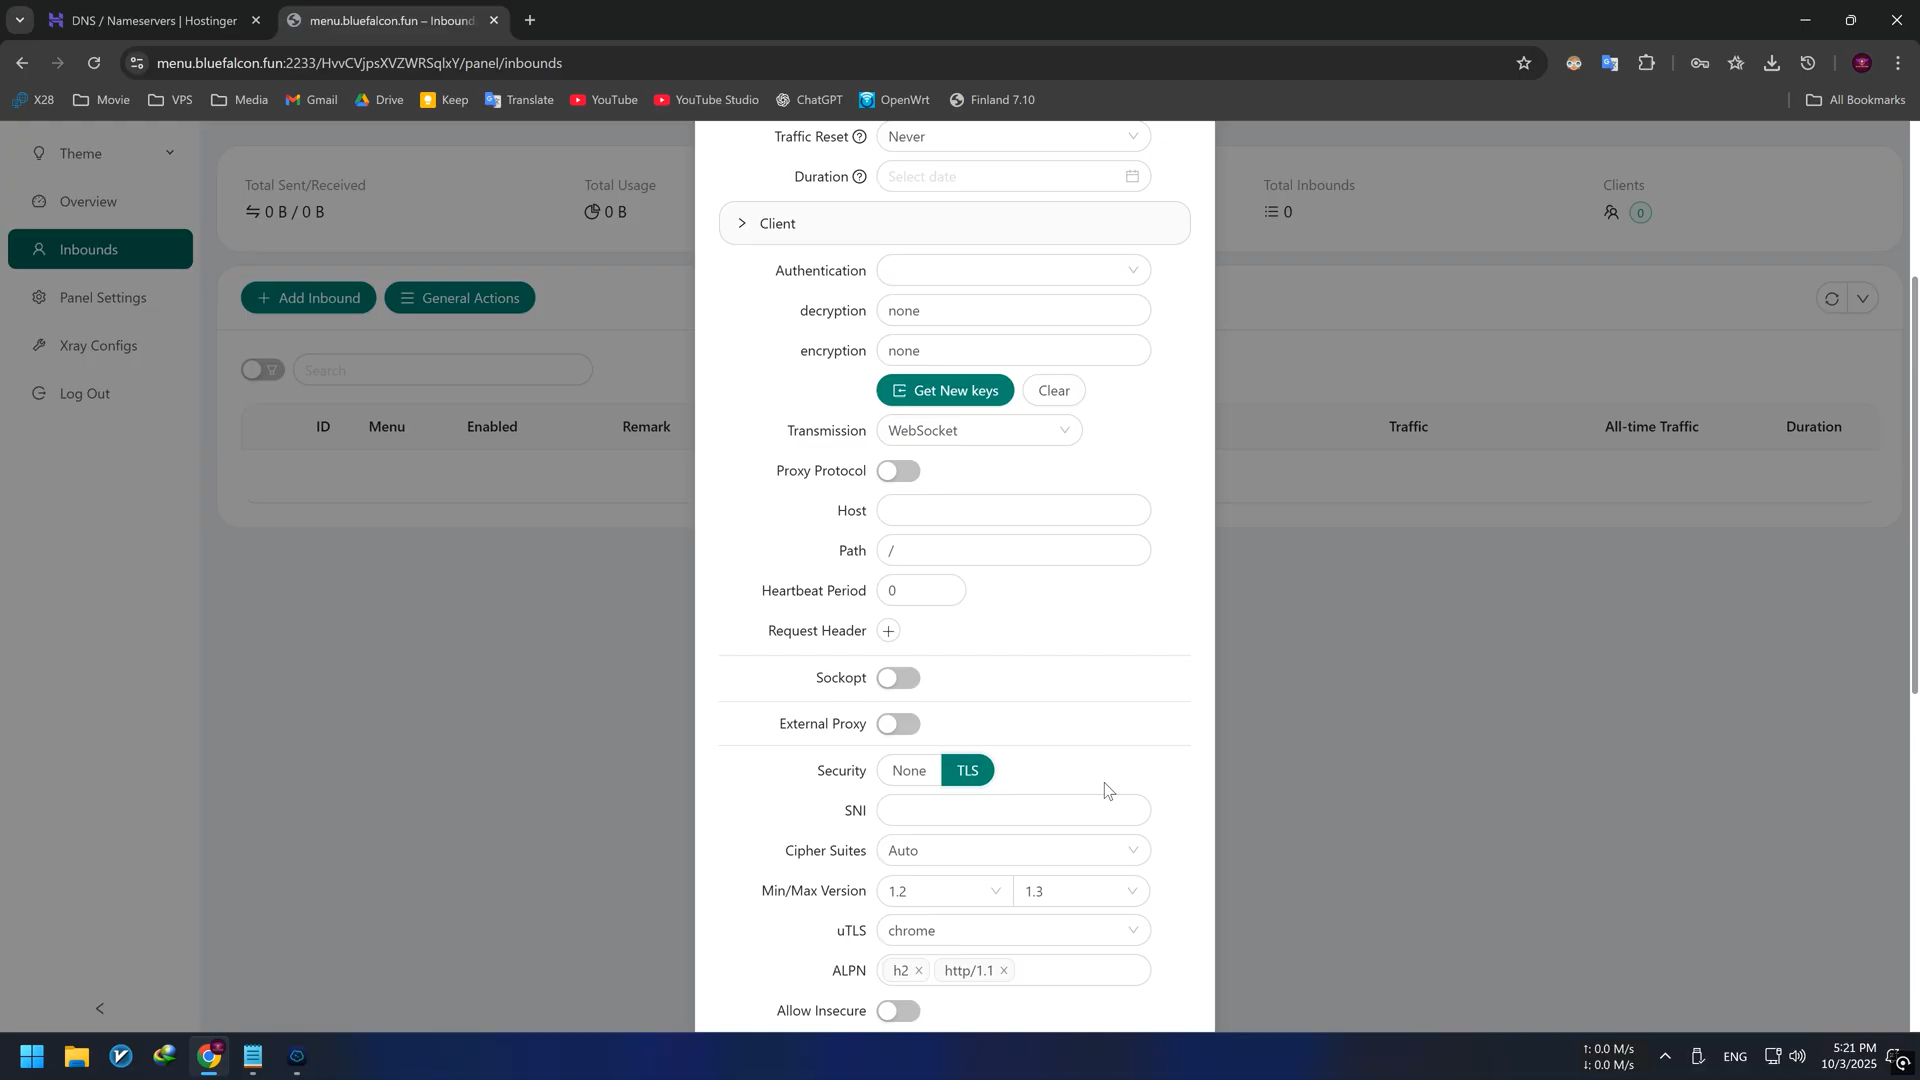 DNS / Nameservers | Hostinger
menu.bluefalcon.fun – Inbound
menu.bluefalcon.fun:2233/HvvCVjpsXVZWRSqlxY/panel/inbounds
X28
Movie
VPS
Media
Gmail
Drive
Keep
Translate
YouTube
YouTube Studio
ChatGPT
OpenWrt
Finland 7.10
All Bookmarks
Theme
Overview
Inbounds
Panel Settings
Xray Configs
Log Out
Total Sent/Received
0 B / 0 B
Total Usage
0 B
Total Inbounds
0
Clients
0
Add Inbound
General Actions
Search
ID
Menu
Enabled
Remark
Traffic
All-time Traffic
Duration
Traffic Reset
Never
Duration
Select date
Client
Authentication
decryption
none
encryption
none
Get New keys
Clear
Transmission
WebSocket
Proxy Protocol
Host
Path
/
Heartbeat Period
0
Request Header
Sockopt
External Proxy
Security
None
TLS
SNI
Cipher Suites
Auto
Min/Max Version
1.2
1.3
uTLS
chrome
ALPN
h2
http/1.1
Allow Insecure
↑: 0.0 M/s
↓: 0.0 M/s
ENG
5:21 PM
10/3/2025